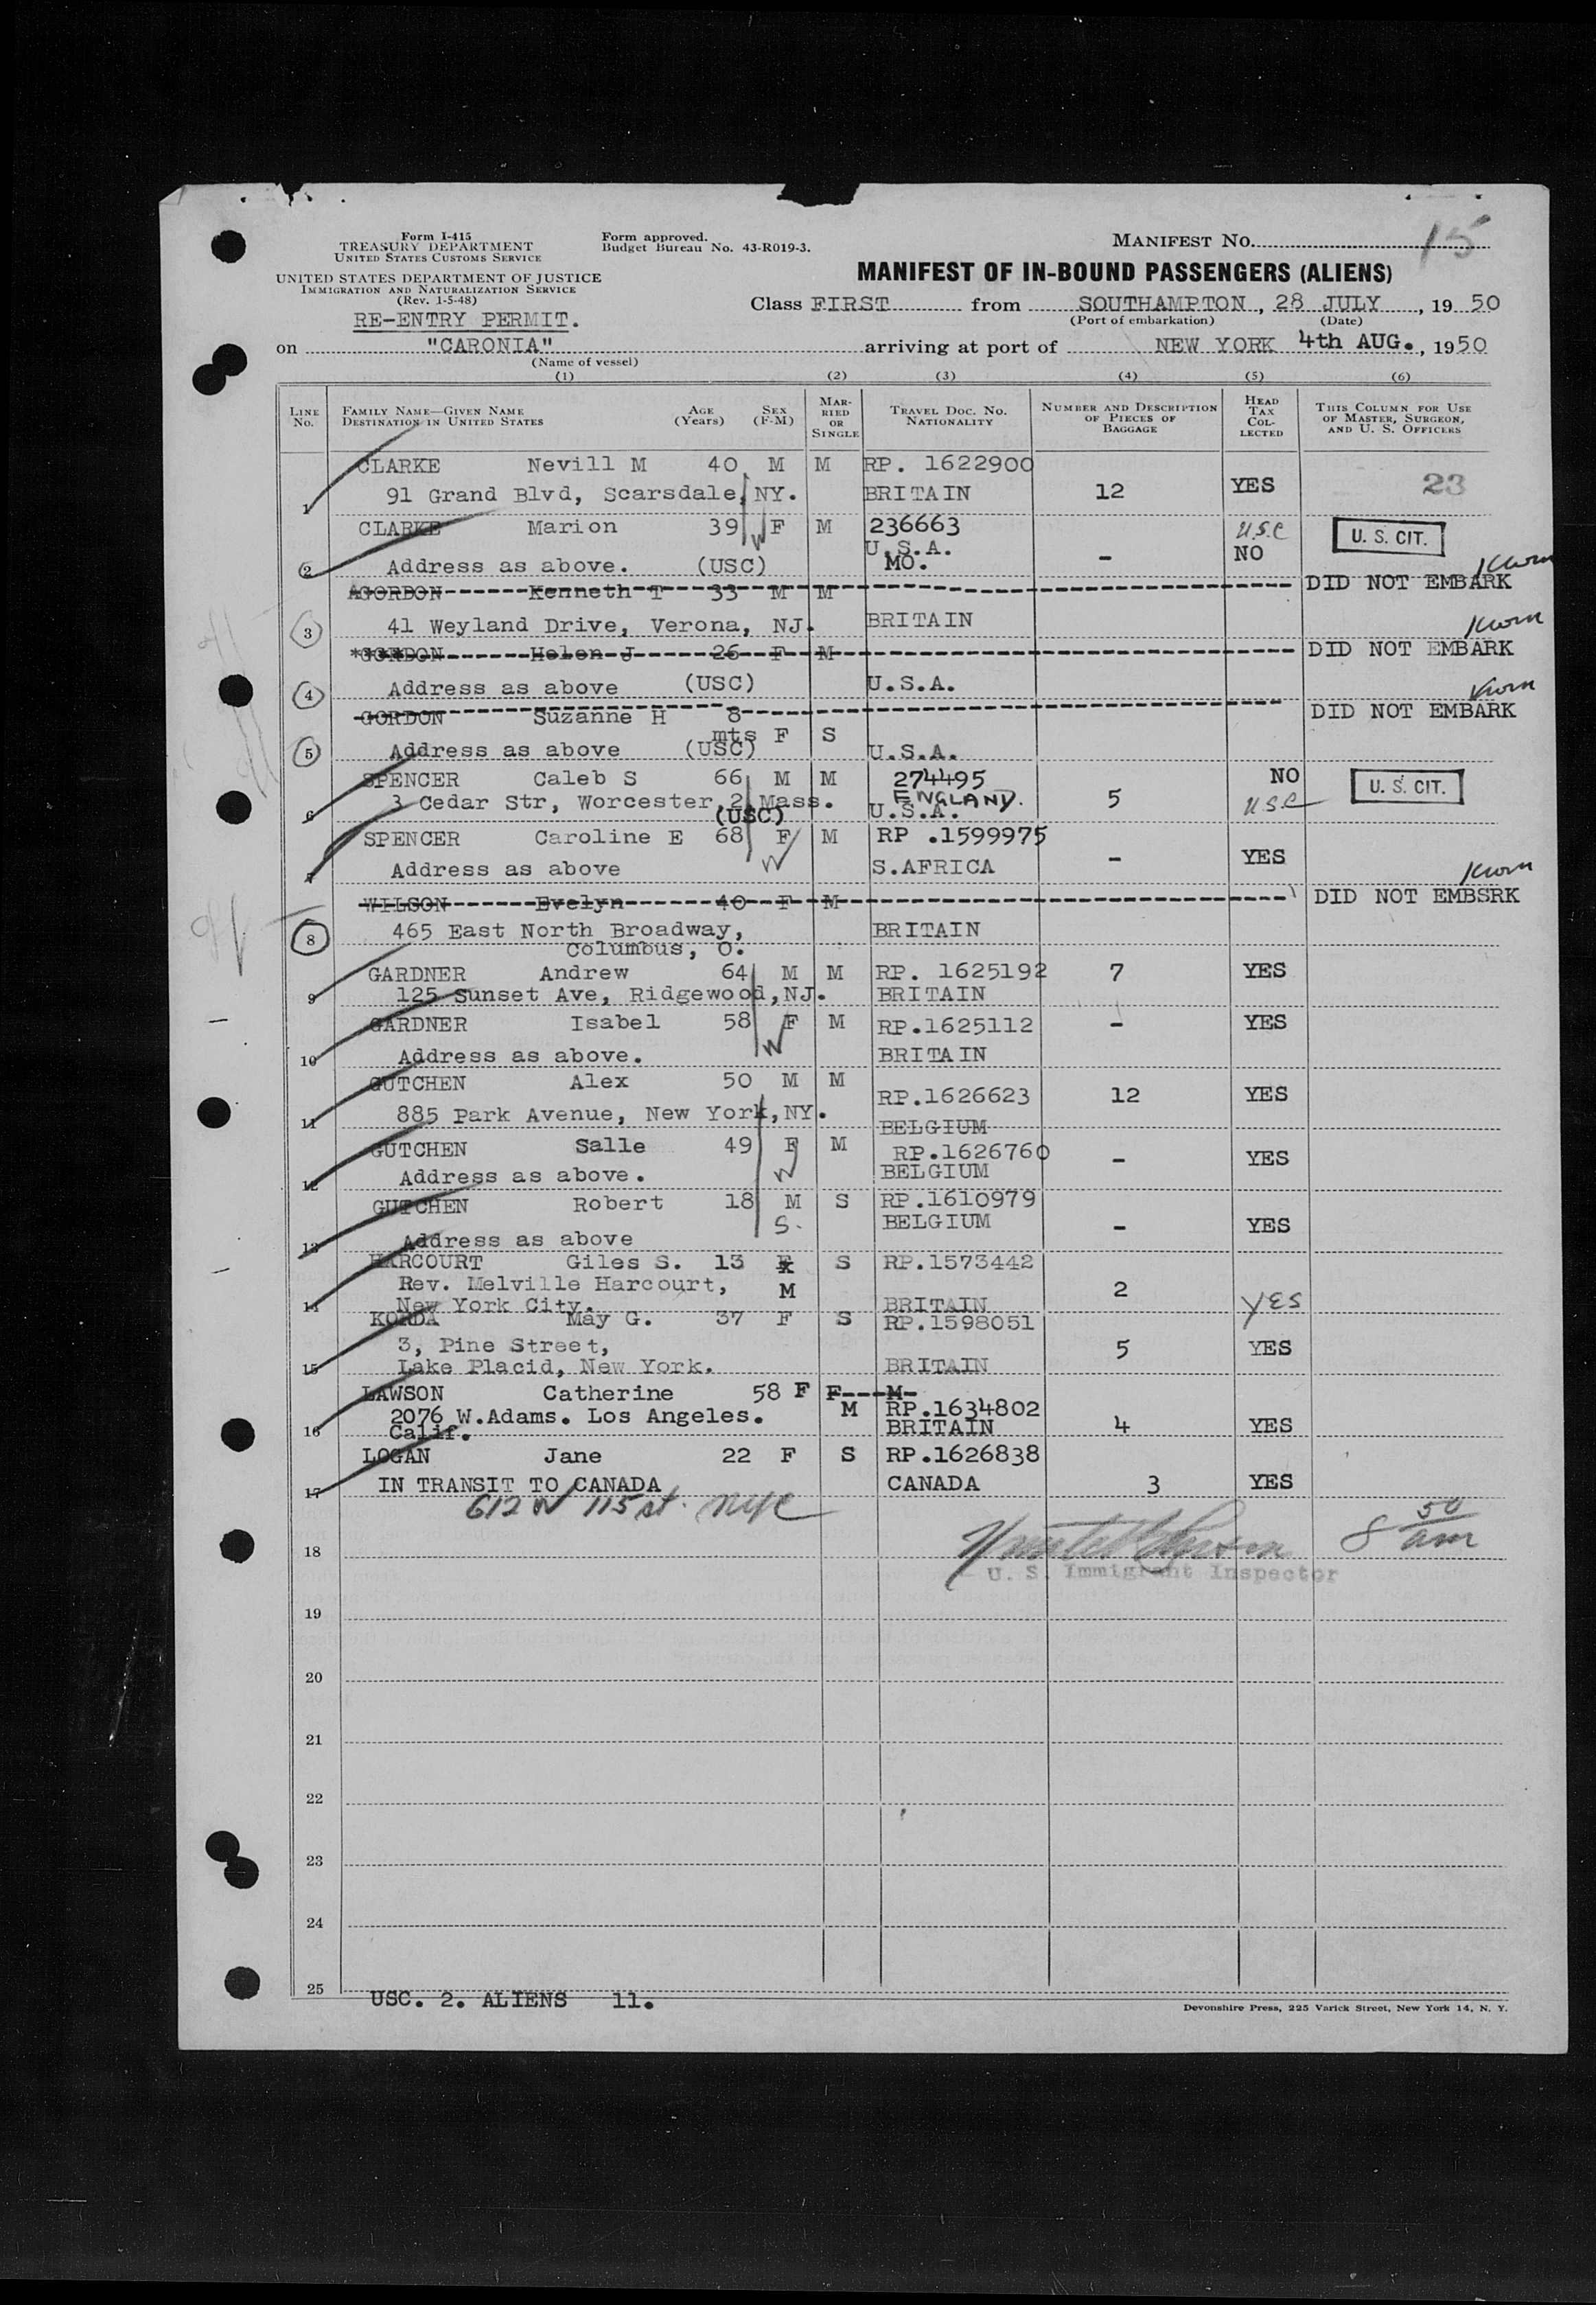 Form I-415
TREASURY DEPARTMENT
UNITED STATES CUSTOMS SERVICE
UNITED STATES DEPARTMENT OF JUSTICE
IMMIGRATION AND NATURALIZATION SERVICE
(Rev. 1-5-48)
RE-ENTRY PERMIT.
Form approved.
Budget Bureau No. 43-R019-3.
MANIFEST NO. 15
MANIFEST OF IN-BOUND PASSENGERS (ALIENS)
Class FIRST from SOUTHAMPTON, 28 JULY, 19 50
(Port of embarkation) (Date)
on "CARONIA" arriving at port of NEW YORK 4th AUG., 1950
(Name of vessel)
(1) (2) (3) (4) (5) (6)
LINE No. FAMILY NAME—GIVEN NAME DESTINATION IN UNITED STATES AGE (Years) SEX (F-M) MARRIED OR SINGLE TRAVEL DOC. NO. NATIONALITY NUMBER AND DESCRIPTION OF PIECES OF BAGGAGE HEAD TAX COLLECTED THIS COLUMN FOR USE OF MASTER, SURGEON, AND U. S. OFFICERS
CLARKE Nevill M 40 M M RP. 1622900
1 91 Grand Blvd, Scarsdale, NY. BRITAIN 12 YES 23
CLARKE Marion 39 W F M 236663 U.S.C U. S. CIT.
U.S.A.
2 Address as above. (USC) MO. - NO
AGORDON Kenneth T 33 M M DID NOT EMBARK
3 41 Weyland Drive, Verona, NJ. BRITAIN
GORDON Helen J 26 F M DID NOT EMBARK
4 Address as above (USC) U.S.A.
GORDON Suzanne H 8 mts F S DID NOT EMBARK
5 Address as above (USC) U.S.A.
SPENCER Caleb S 66 M M 274495 NO U. S. CIT.
6 3 Cedar Str, Worcester, 2, Mass. ENGLAND. 5 U.S.C
(USC) U.S.A.
SPENCER Caroline E 68 F M RP .1599975
7 Address as above W S.AFRICA - YES
WILSON Evelyn 40 F M DID NOT EMBSRK
8 465 East North Broadway, BRITAIN
Columbus, O.
GARDNER Andrew 64 M M RP. 1625192 7 YES
9 125 Sunset Ave, Ridgewood, NJ. BRITAIN
GARDNER Isabel 58 F M RP.1625112 - YES
10 Address as above. W BRITAIN
GUTCHEN Alex 50 M M RP.1626623 12 YES
11 885 Park Avenue, New York, NY. BELGIUM
GUTCHEN Salle 49 F M RP.1626760 - YES
12 Address as above. W BELGIUM
GUTCHEN Robert 18 M S RP.1610979
S. BELGIUM - YES
13 Address as above
HARCOURT Giles S. 13 M S RP.1573442
Rev. Melville Harcourt, 2
14 New York City. BRITAIN YES
KORDA May G. 37 F S RP.1598051
3, Pine Street, 5 YES
15 Lake Placid, New York. BRITAIN
LAWSON Catherine 58 F F---M-
2076 W.Adams. Los Angeles. M RP.1634802
16 Calif. BRITAIN 4 YES
LOGAN Jane 22 F S RP.1626838
17 IN TRANSIT TO CANADA CANADA 3 YES
612 W 115 st. NYC
8 50 am
18
U. S. Immigrant Inspector
19
20
21
22
23
24
25
USC. 2. ALIENS 11.
Devonshire Press, 225 Varick Street, New York 14, N. Y.